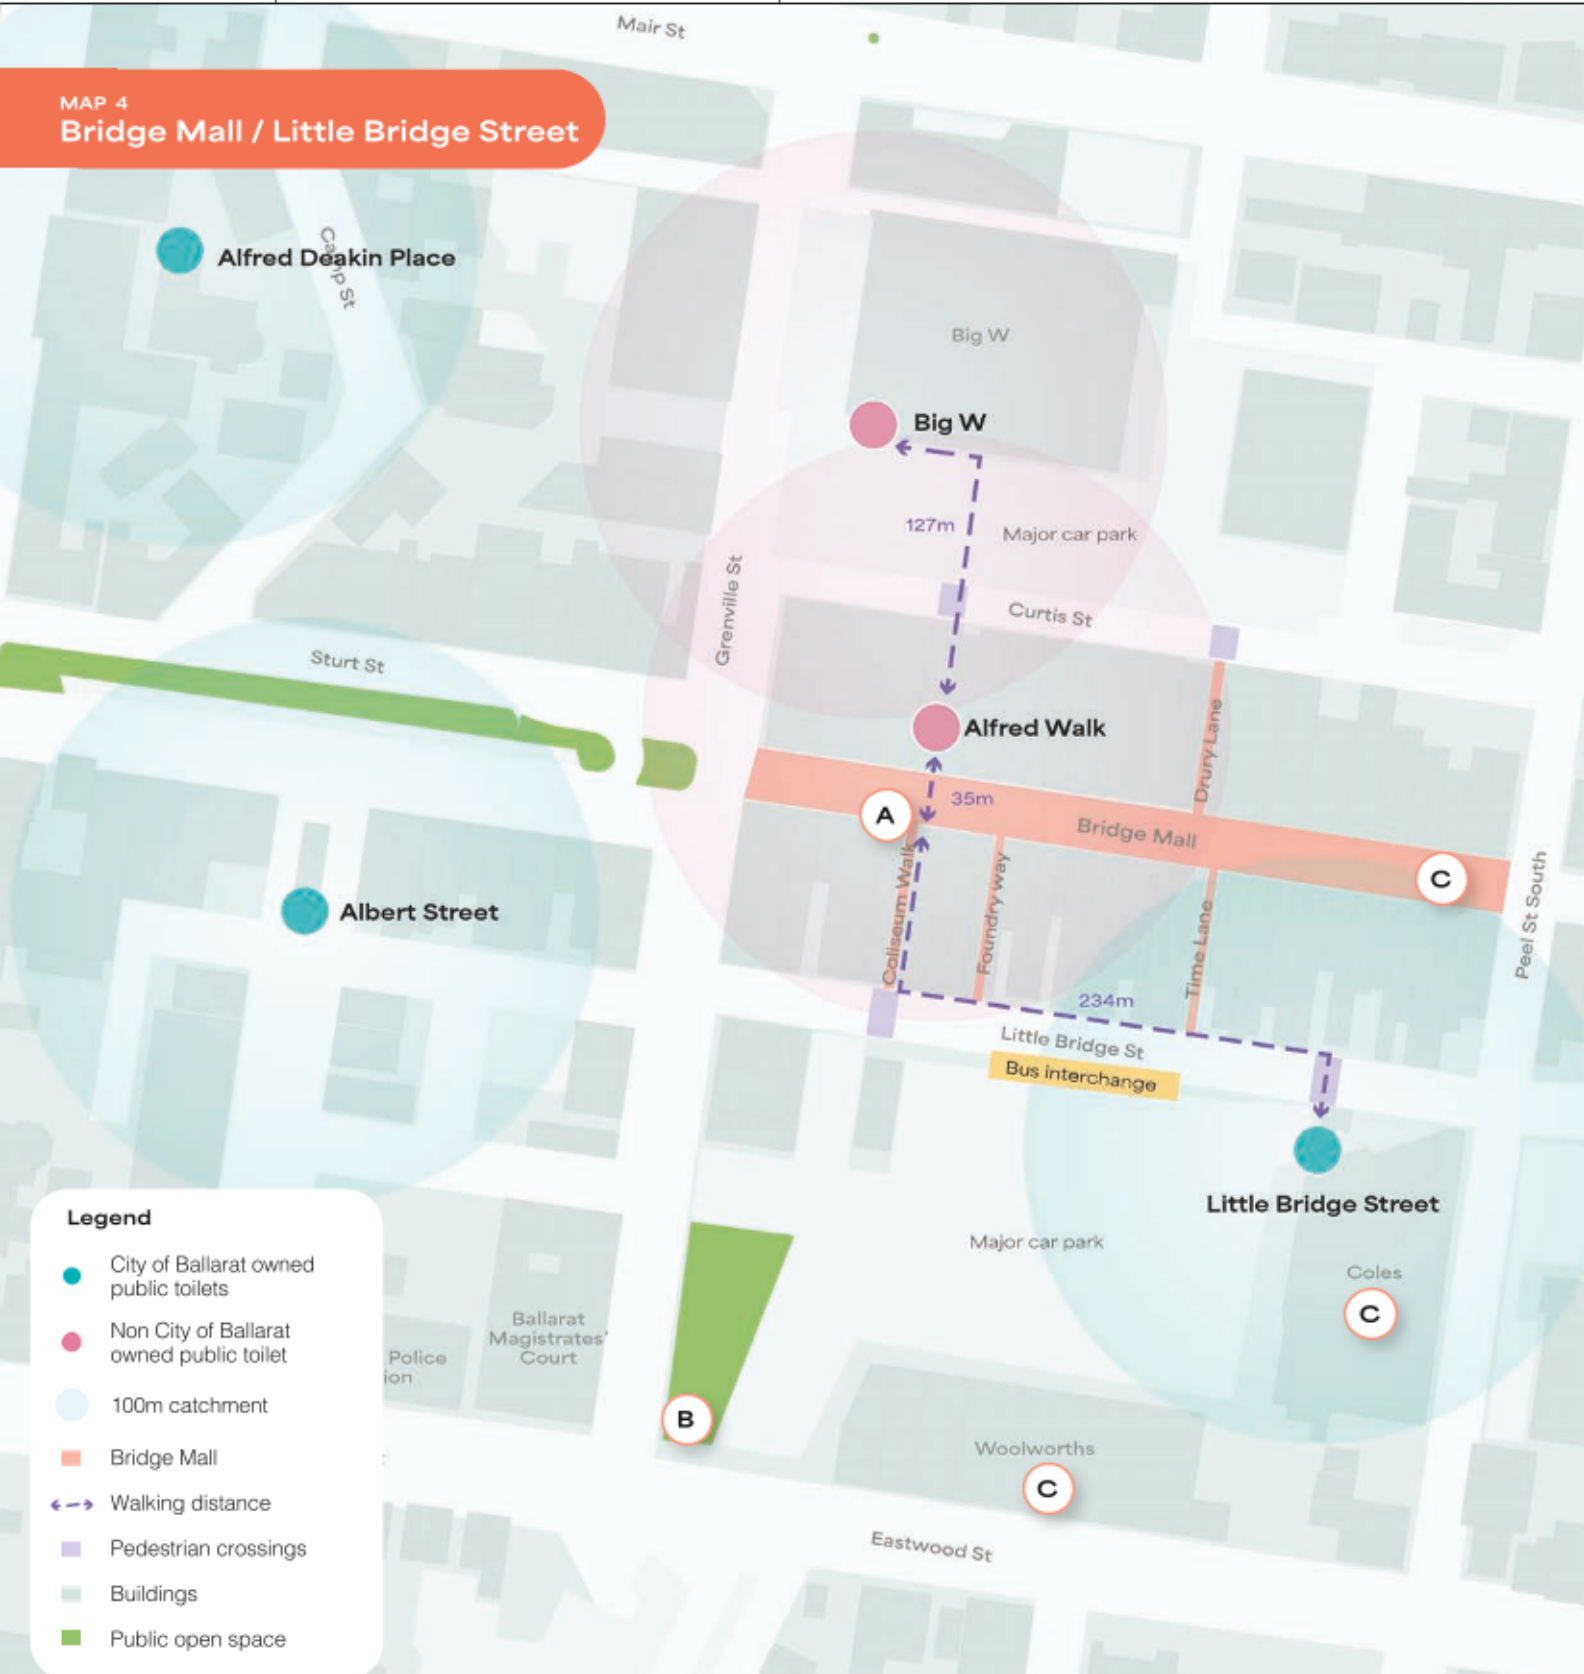 Mair St
MAP 4
Bridge Mall / Little Bridge Street
Camp St
Alfred Deakin Place
Big W
Big W
127m
Major car park
Grenville St
Curtis St
Sturt St
Alfred Walk
Drury Lane
35m
A
Bridge Mall
C
Albert Street
Coliseum Walk
Foundry way
Time Lane
Peel St South
234m
Little Bridge St
Bus interchange
Little Bridge Street
Major car park
Coles
C
Ballarat
Magistrates'
Court
Police
ion
B
Woolworths
C
Eastwood St
Legend
City of Ballarat owned
public toilets
Non City of Ballarat
owned public toilet
100m catchment
Bridge Mall
Walking distance
Pedestrian crossings
Buildings
Public open space